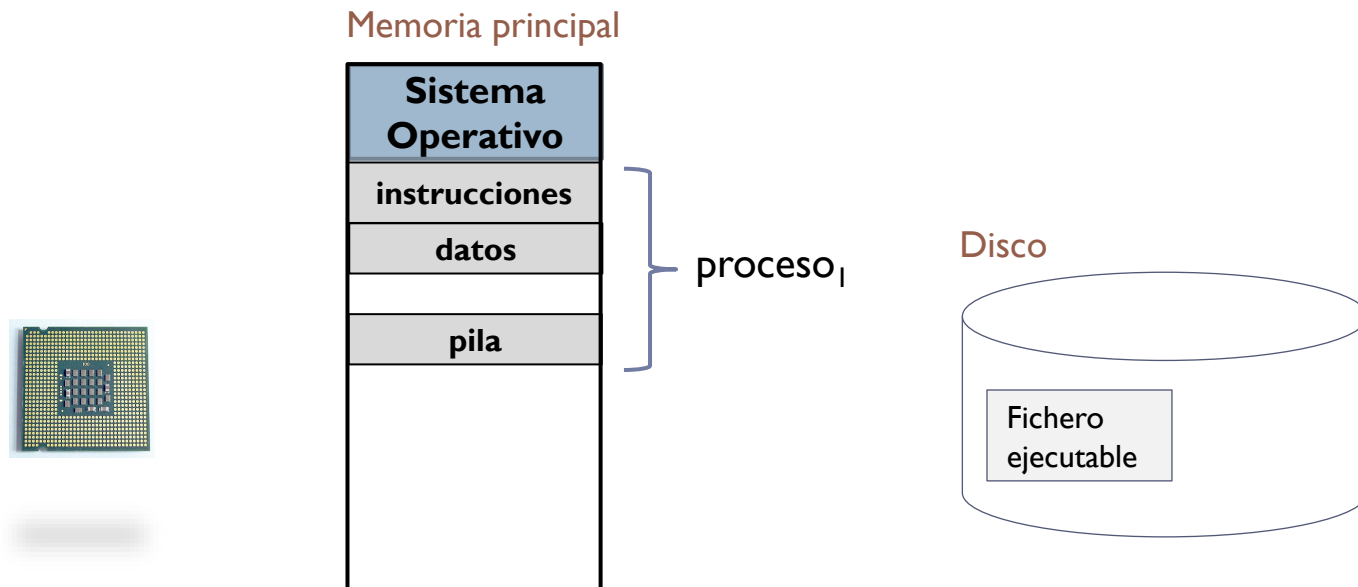 Memoria principal
Sistema
Operativo
instrucciones
datos
proceso₁
Disco
pila
Fichero
ejecutable